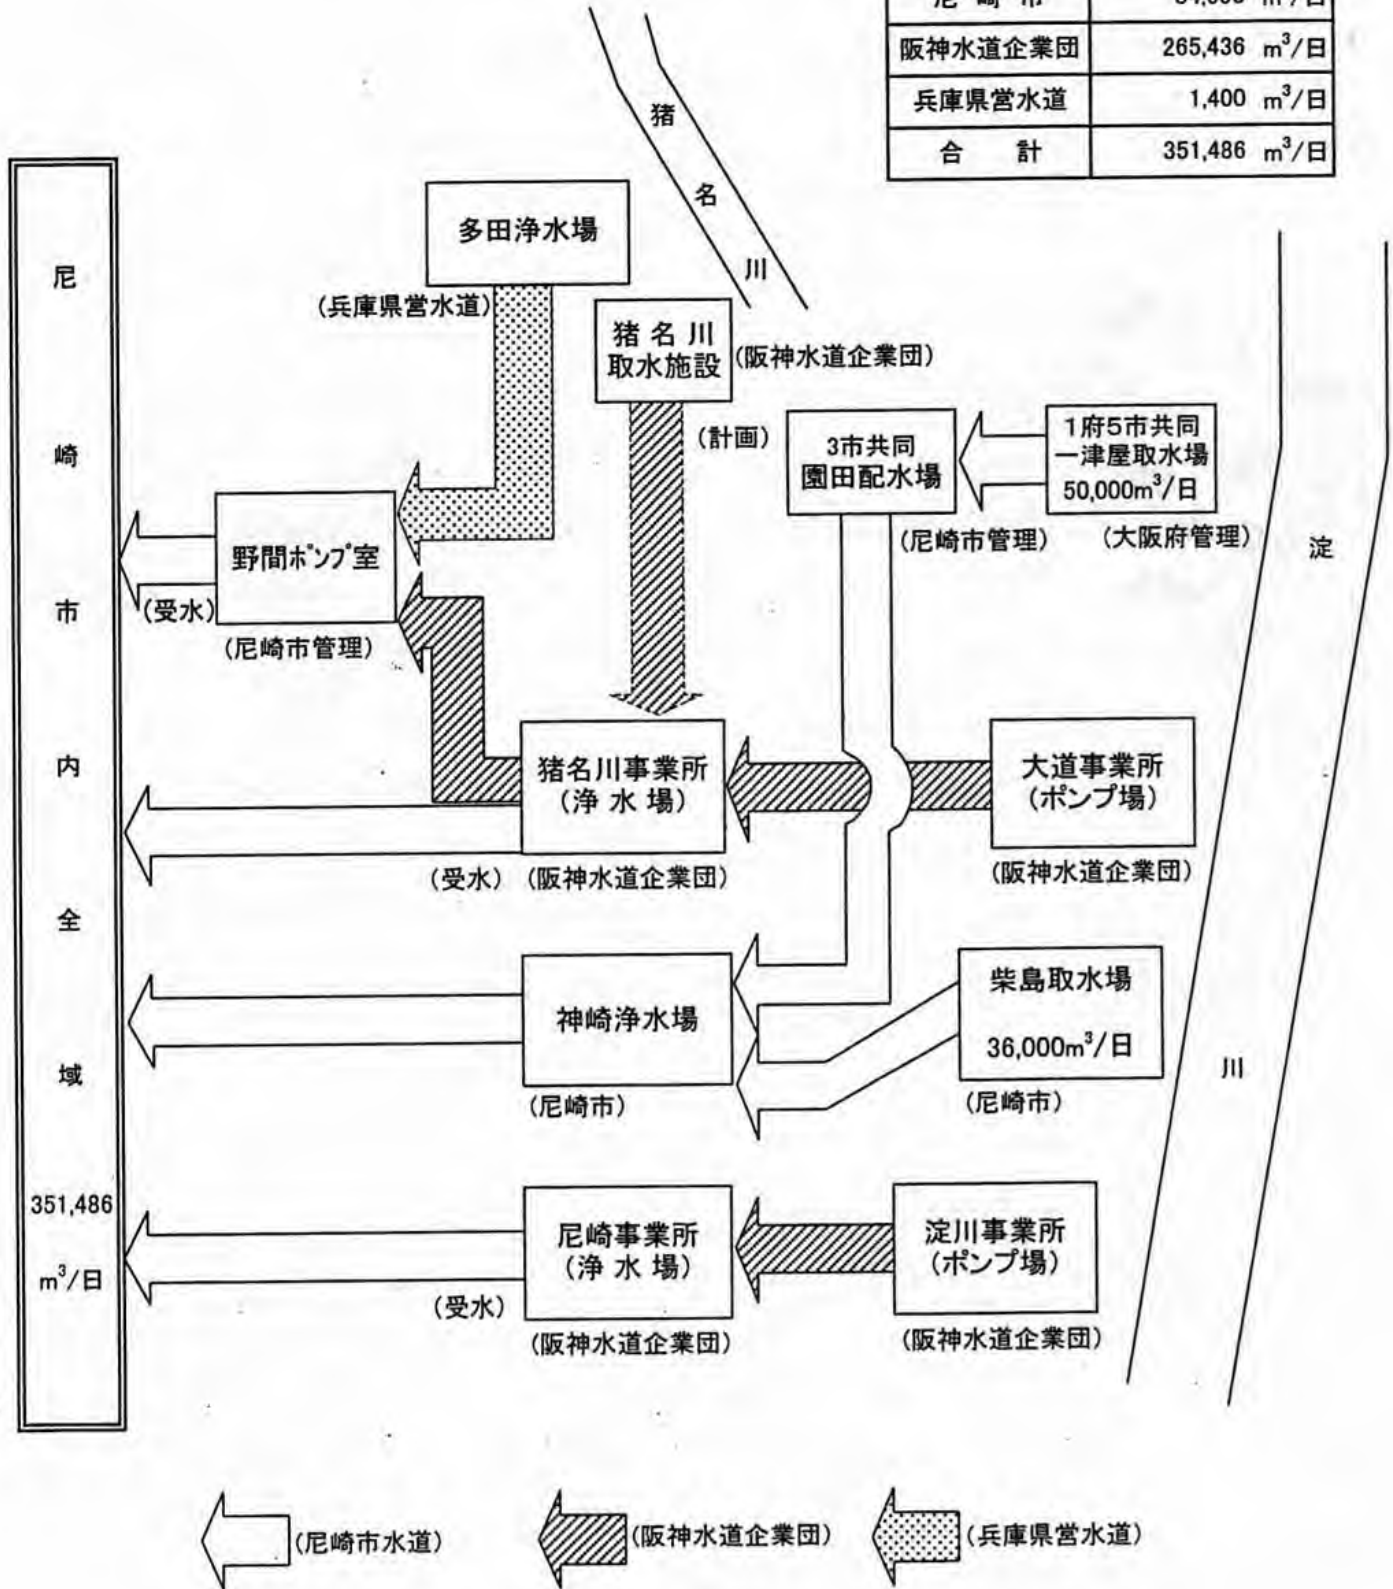 阪神水道企業団 265,436 m³/日
兵庫県営水道 1,400 m³/日
合 計 351,486 m³/日
猪名川
淀川
尼崎市内全域
351,486
m³/日
多田浄水場
(兵庫県営水道)
猪名川
取水施設
(阪神水道企業団)
(計画)
3市共同
園田配水場
(尼崎市管理)
1府5市共同
一津屋取水場
50,000m³/日
(大阪府管理)
野間ポンプ室
(受水)
(尼崎市管理)
猪名川事業所
(浄水場)
(受水)
(阪神水道企業団)
大道事業所
(ポンプ場)
(阪神水道企業団)
神崎浄水場
(尼崎市)
柴島取水場
36,000m³/日
(尼崎市)
尼崎事業所
(浄水場)
(受水)
(阪神水道企業団)
淀川事業所
(ポンプ場)
(阪神水道企業団)
(尼崎市水道)
(阪神水道企業団)
(兵庫県営水道)